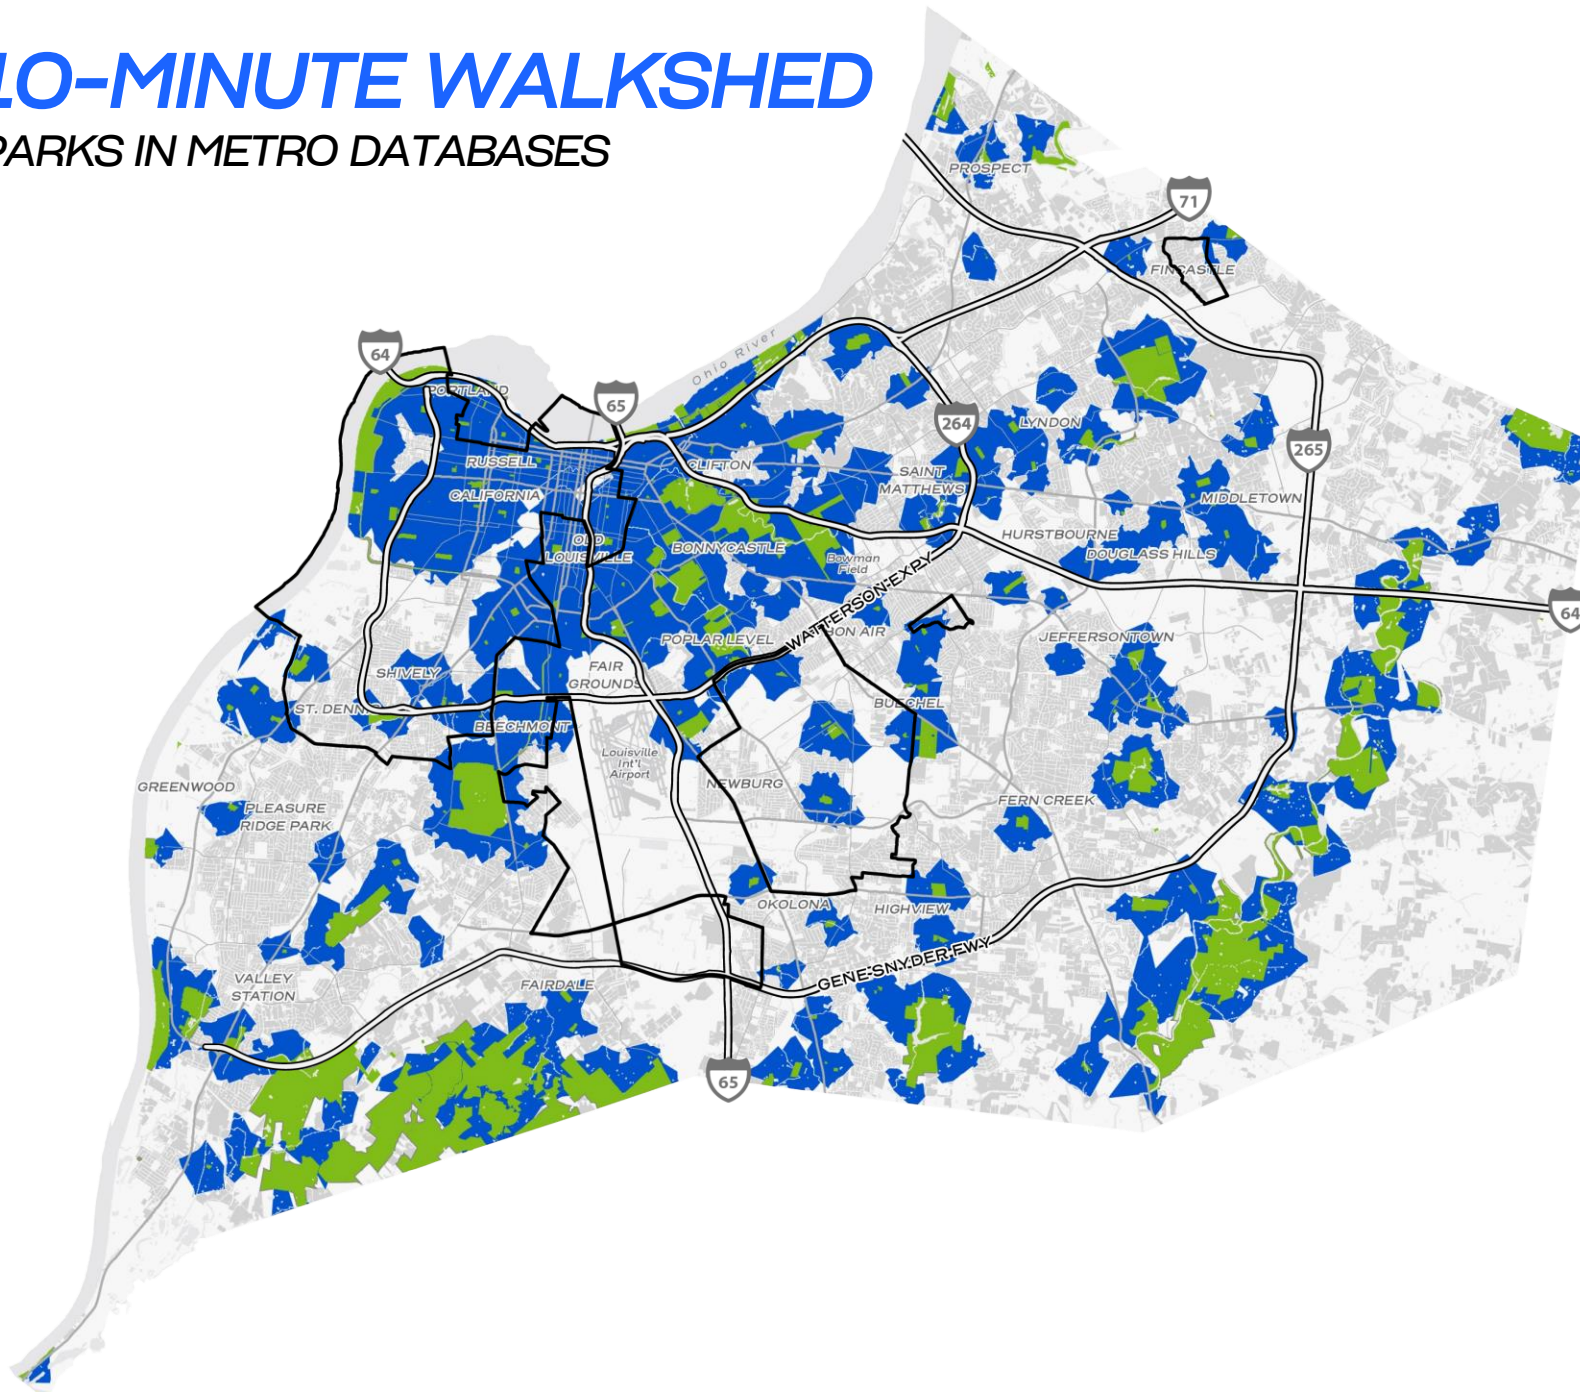 10-MINUTE WALKSHED
PARKS IN METRO DATABASES
PROSPECT
71
FINCASTLE
64
Ohio River
PORTLAND
65
264
LYNDON
265
RUSSELL
CLIFTON
SAINT
MATTHEWS
CALIFORNIA
MIDDLETOWN
OLD
LOUISVILLE
BONNYCASTLE
HURSTBOURNE
DOUGLASS HILLS
Bowman
Field
64
WATTERSON EXPY
POPLAR LEVEL
BON AIR
JEFFERSONTOWN
SHIVELY
FAIR
GROUNDS
ST. DENN
BUECHEL
BEECHMONT
Louisville
Int'l
Airport
GREENWOOD
NEWBURG
PLEASURE
RIDGE PARK
FERN CREEK
OKOLONA
HIGHVIEW
GENE SNYDER FWY
VALLEY
STATION
FAIRDALE
65